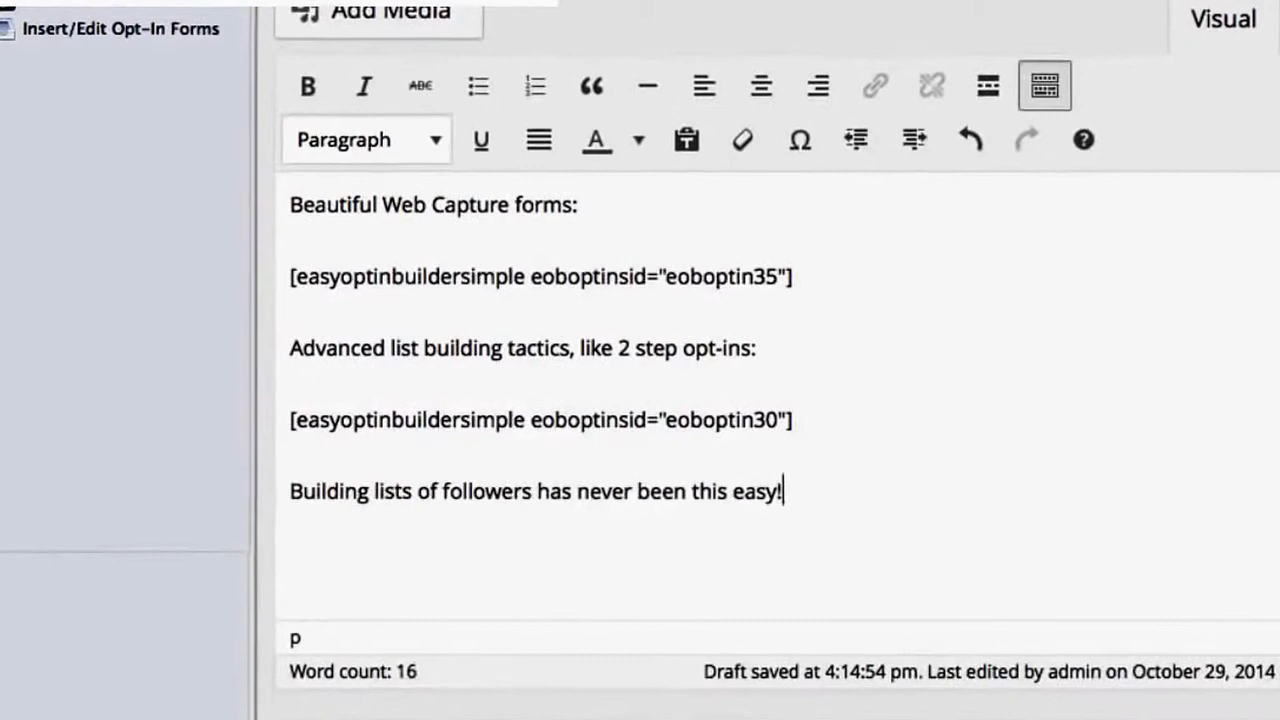 Insert/Edit Opt-In Forms
Add Media
Visual
B I ABC
Paragraph U A
Beautiful Web Capture forms:
[easyoptinbuildersimple eoboptinsid="eoboptin35"]
Advanced list building tactics, like 2 step opt-ins:
[easyoptinbuildersimple eoboptinsid="eoboptin30"]
Building lists of followers has never been this easy!
p
Word count: 16
Draft saved at 4:14:54 pm. Last edited by admin on October 29, 2014